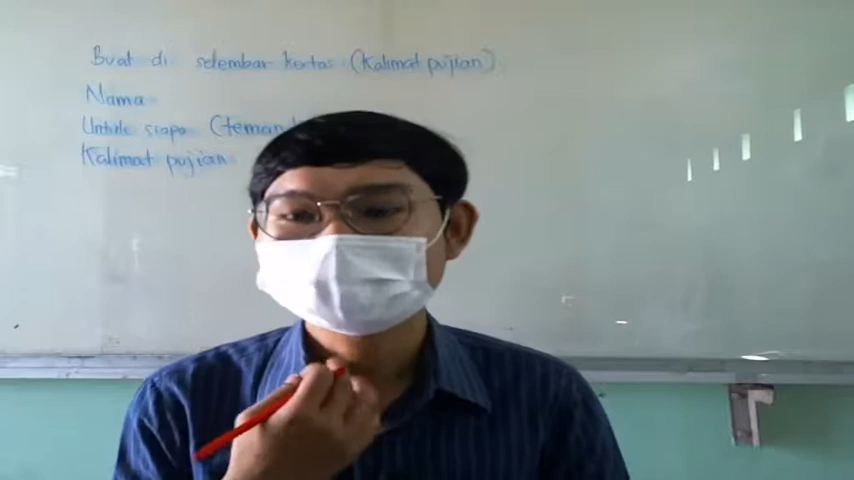 Buat di selembar kertas (Kalimat pujian)
Nama
Untuk siapa (teman
Kalimat pujian